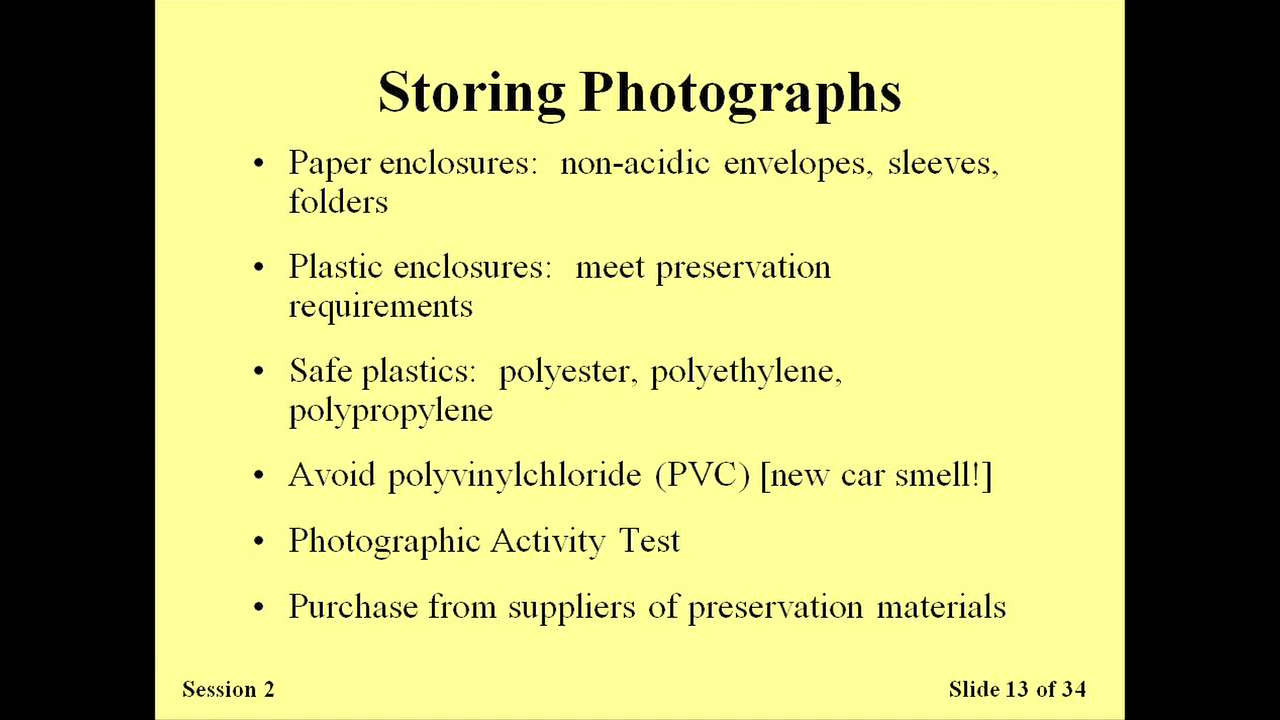 Storing Photographs
• Paper enclosures:  non-acidic envelopes, sleeves,
folders
• Plastic enclosures:  meet preservation
requirements
• Safe plastics:  polyester, polyethylene,
polypropylene
• Avoid polyvinylchloride (PVC) [new car smell!]
• Photographic Activity Test
• Purchase from suppliers of preservation materials
Session 2
Slide 13 of 34